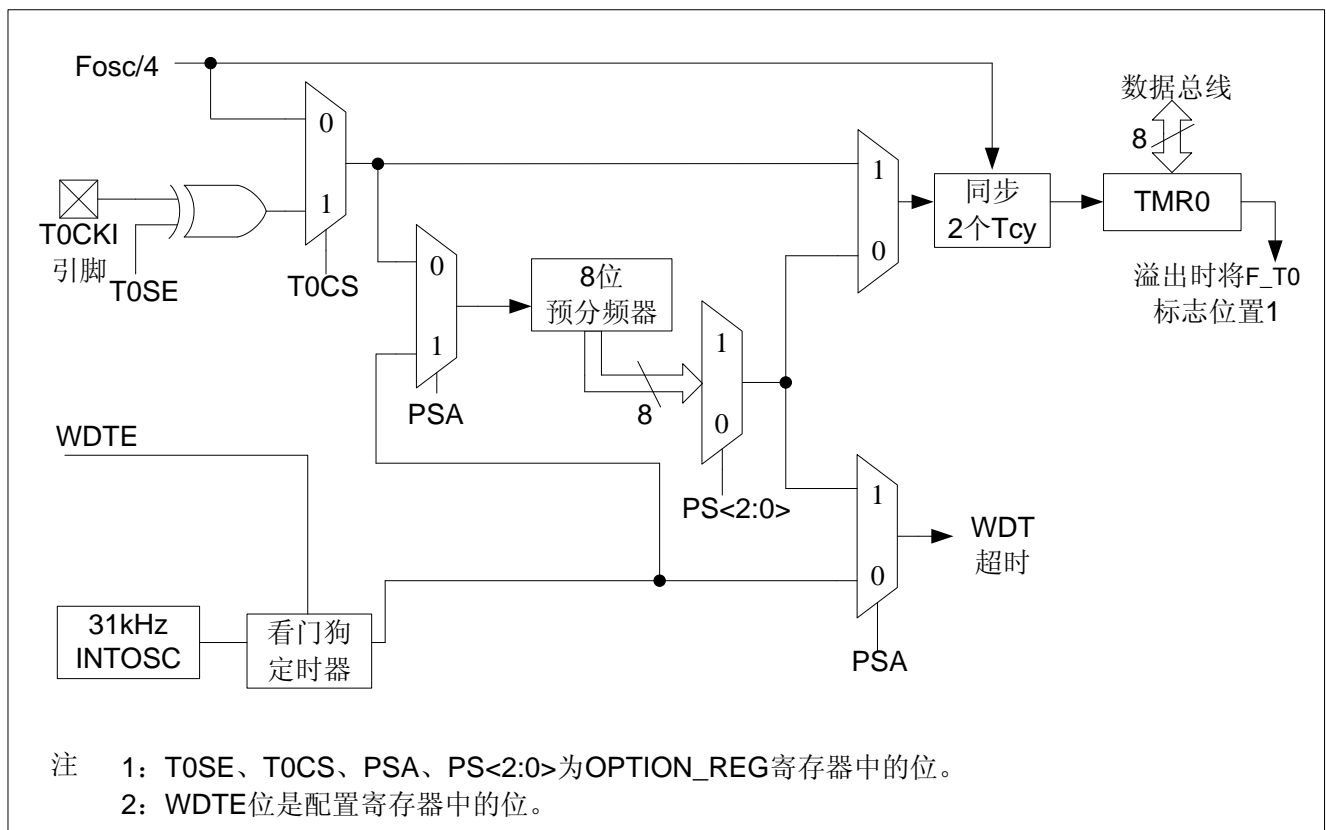 Fosc/4
数据总线
0
8
1
1
同步
2个Tcy
TMR0
T0CKI
引脚
T0SE
T0CS
0
8位
预分频器
0
溢出时将F_T0
标志位置1
1
1
8
PSA
0
WDTE
PS<2:0>
1
WDT
超时
0
31kHz
INTOSC
看门狗
定时器
PSA
注 1：T0SE、T0CS、PSA、PS<2:0>为OPTION_REG寄存器中的位。
2：WDTE位是配置寄存器中的位。